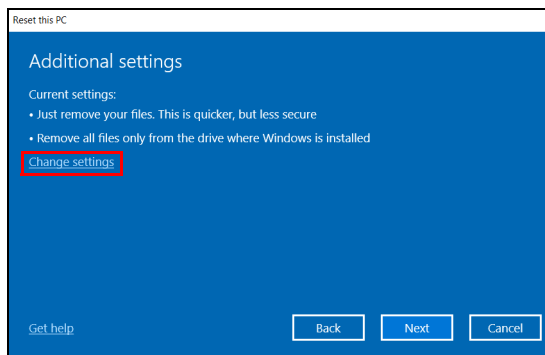 Reset this PC
Additional settings
Current settings:
• Just remove your files. This is quicker, but less secure
• Remove all files only from the drive where Windows is installed
Change settings
Get help
Back
Next
Cancel